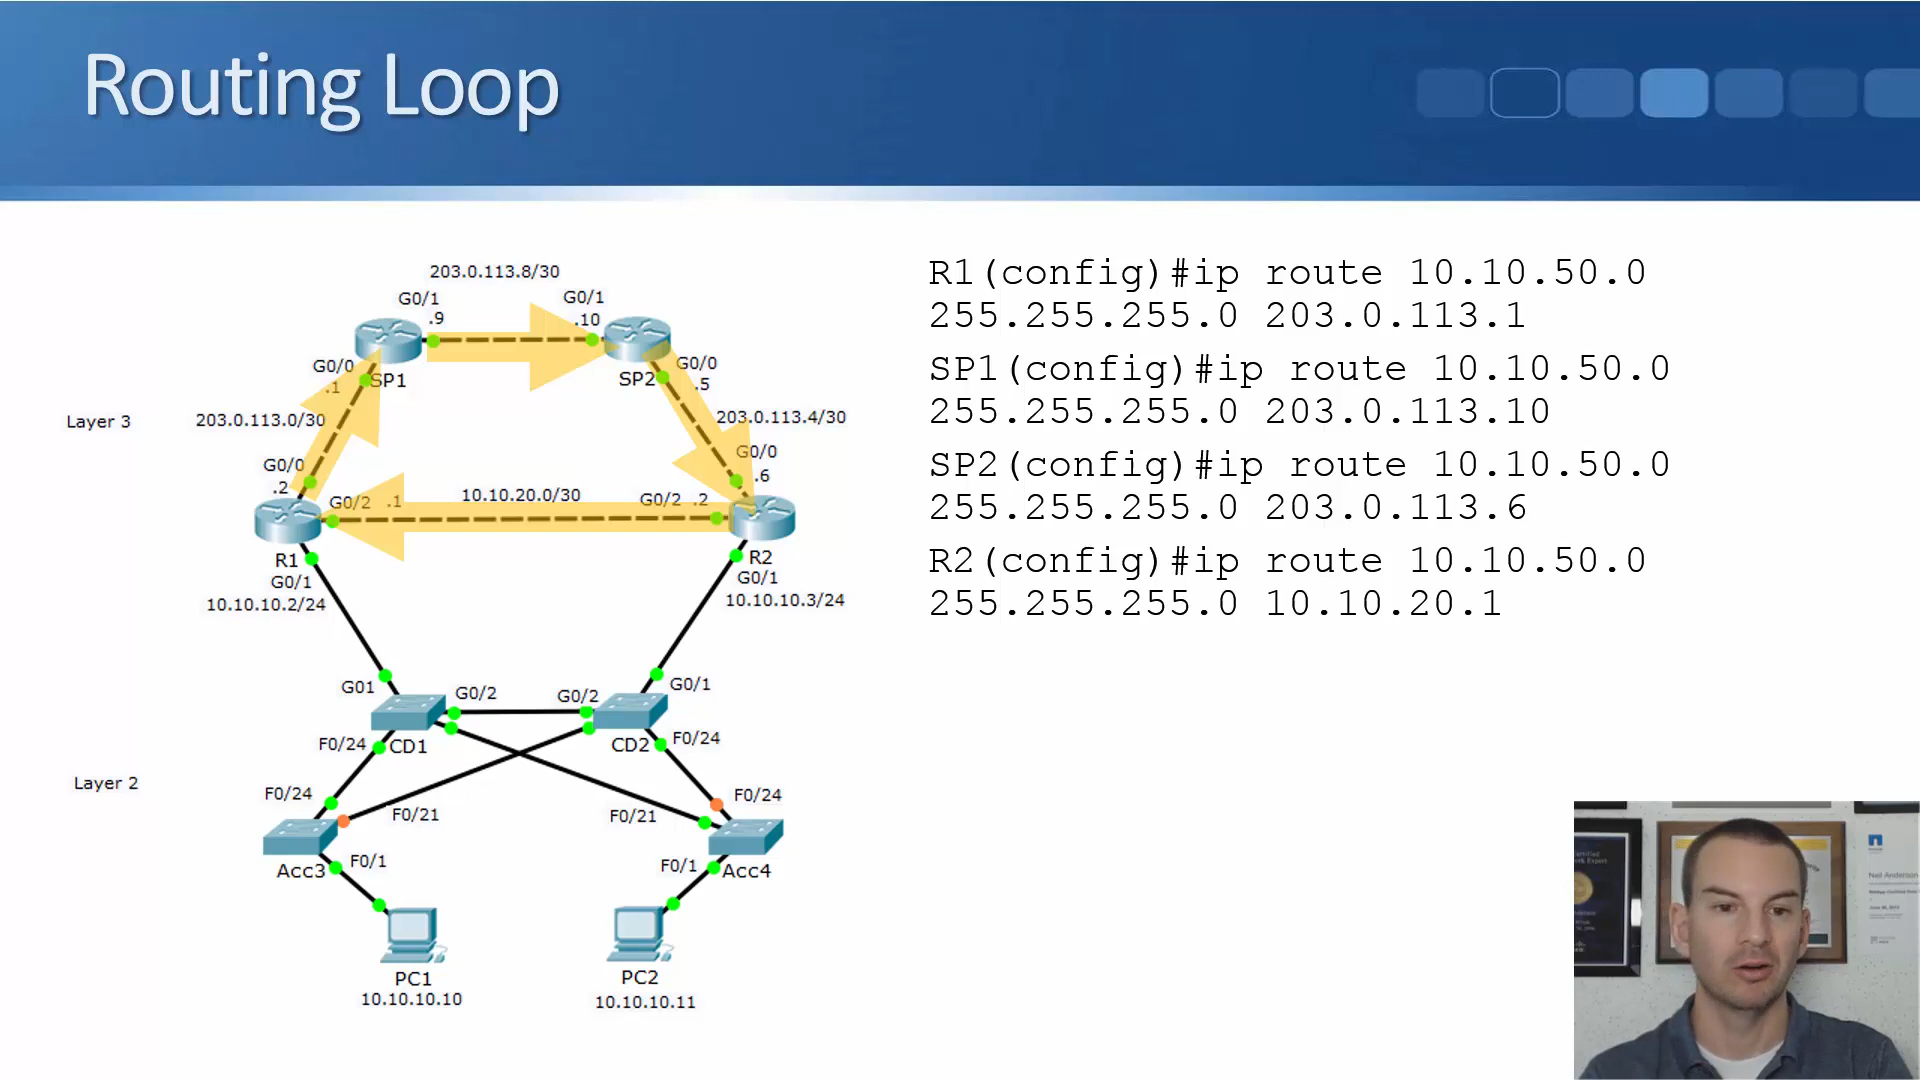 Routing Loop
203.0.113.8/30
G0/1
G0/1
.9
.10
G0/0
SP1
.1
SP2
G0/0
.5
Layer 3
203.0.113.0/30
203.0.113.4/30
G0/0
.2
G0/0
.6
G0/2 .1
10.10.20.0/30
G0/2 .2
R1
R2
G0/1
10.10.10.2/24
G0/1
10.10.10.3/24
G01
G0/2
G0/2
G0/1
F0/24
CD1
CD2
F0/24
Layer 2
F0/24
F0/21
F0/21
F0/24
Acc3
F0/1
F0/1
Acc4
PC1
10.10.10.10
PC2
10.10.10.11
R1(config)#ip route 10.10.50.0
255.255.255.0 203.0.113.1
SP1(config)#ip route 10.10.50.0
255.255.255.0 203.0.113.10
SP2(config)#ip route 10.10.50.0
255.255.255.0 203.0.113.6
R2(config)#ip route 10.10.50.0
255.255.255.0 10.10.20.1
Neil Anderson